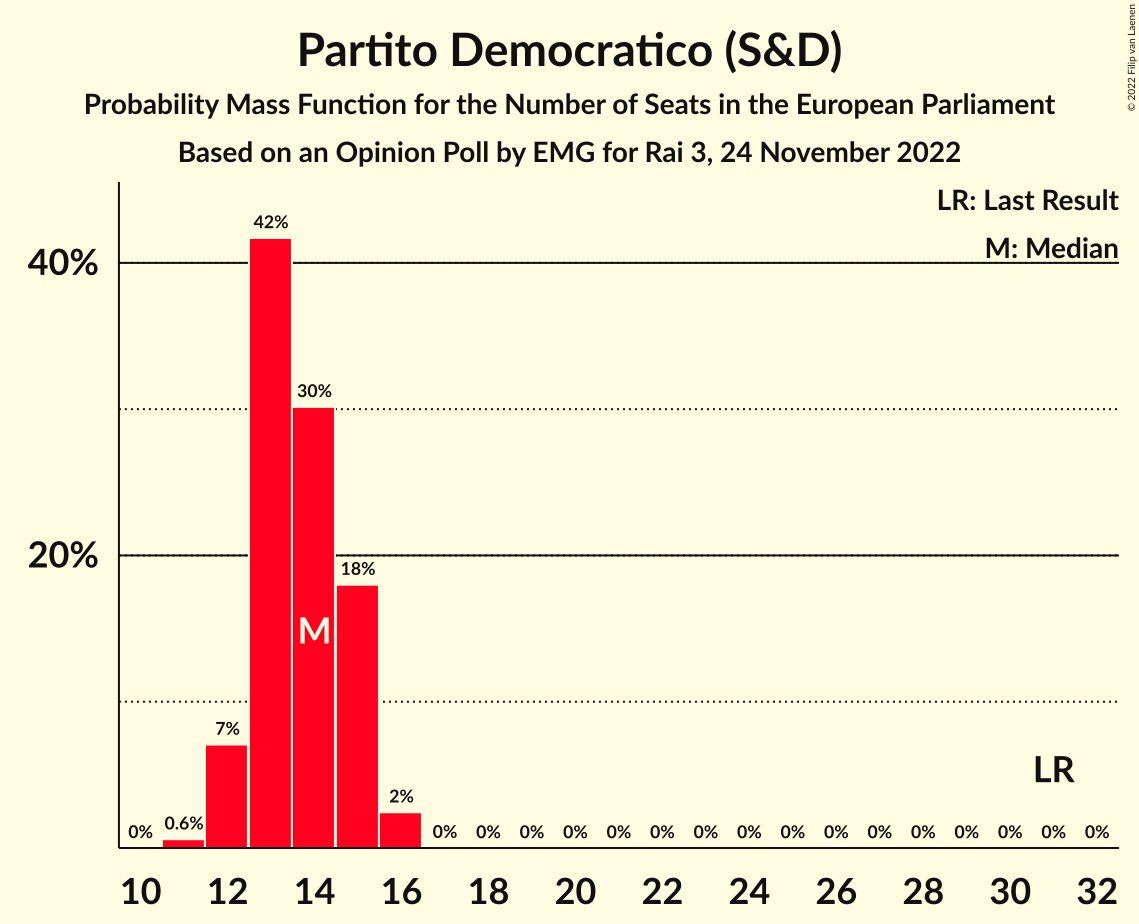 Partito Democratico (S&D)
Probability Mass Function for the Number of Seats in the European Parliament
Based on an Opinion Poll by EMG for Rai 3, 24 November 2022
© 2022 Filip van Laenen
LR: Last Result
M: Median
40%
20%
0% 0.6% 7% 42% 30% 18% 2% 0% 0% 0% 0% 0% 0% 0% 0% 0% 0% 0% 0% 0% 0% 0% 0%
M
LR
10 12 14 16 18 20 22 24 26 28 30 32